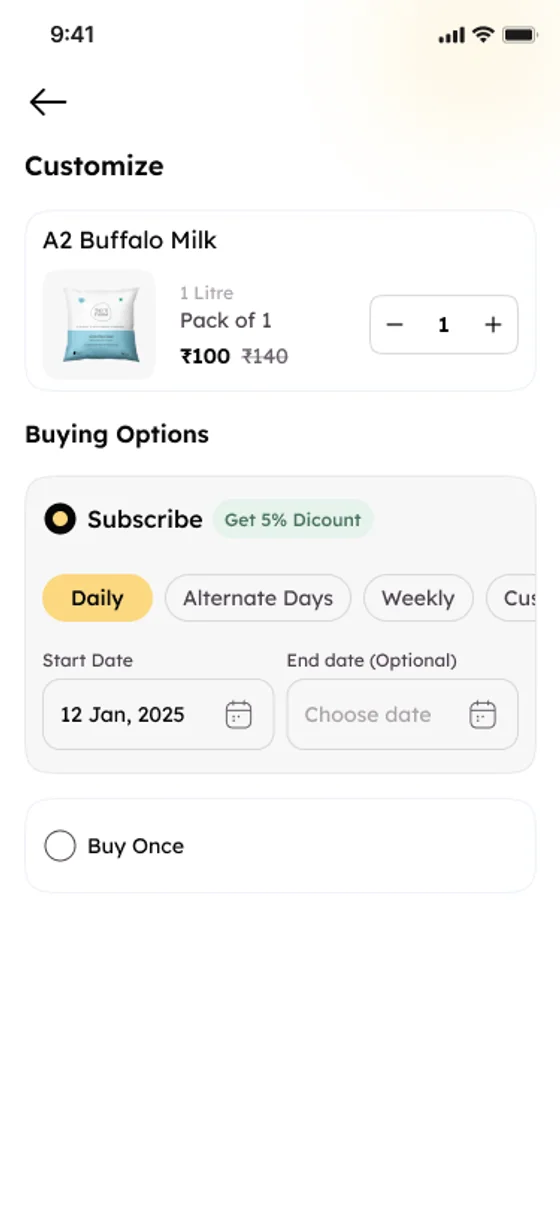 9:41
Customize
A2 Buffalo Milk
1 Litre
Pack of 1
₹100 ₹140
1
Buying Options
Subscribe Get 5% Dicount
Daily Alternate Days Weekly Cus
Start Date End date (Optional)
12 Jan, 2025 Choose date
Buy Once